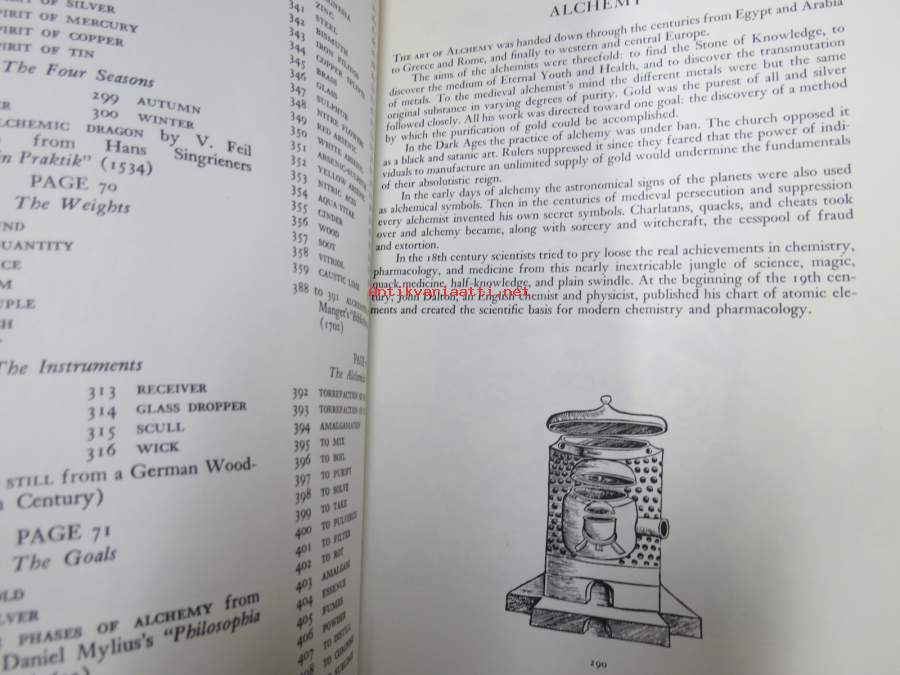 OF SILVER
SPIRIT OF MERCURY
SPIRIT OF COPPER
SPIRIT OF TIN
The Four Seasons
299 AUTUMN
300 WINTER
ALCHEMIC DRAGON by V. Feil
from Hans Singrieners
Praktik" (1534)
PAGE 70
The Weights
QUANTITY
The Instruments
313 RECEIVER
314 GLASS DROPPER
315 SCULL
316 WICK
STILL from a German Wood-
Century)
PAGE 71
The Goals
PHASES OF ALCHEMY from
Daniel Mylius's "Philosophia
341 ZINC
342 STEEL
343 BISMUTH
344 IRON FILINGS
345 COPPER
346 BRASS
347 GLASS
348 SULPHUR
349 NITRE FLOWERS
350 RED ARSENIC
351 WHITE ARSENIC
352
353 YELLOW ARSENIC
354 NITRIC ACID
355 AQUA VITAE
356 CINDER
357 WOOD
358 SOOT
359 VITRIOL
CAUSTIC LIME
388 to 391
Manget's
(1702)
PAGE
The Alchemic
392 TORREFACTION
393 TORREFACTION
394 AMALGAMATION
395 TO MIX
396 TO BOIL
397 TO PURIFY
398 TO SOLVE
399 TO TAKE
400 TO PULVERIZE
401 TO FILTER
402 TO ROT
403 AMALGAM
404 ESSENCE
405 FUMES
406 POWDER
407 TO DISTILL
ALCHEMY
THE ART OF ALCHEMY was handed down through the centuries from Egypt and Arabia
to Greece and Rome, and finally to western and central Europe.
The aims of the alchemists were threefold: to find the Stone of Knowledge, to
discover the medium of Eternal Youth and Health, and to discover the transmutation
of metals. To the medieval alchemist's mind the different metals were but the same
original substance in varying degrees of purity. Gold was the purest of all and silver
followed closely. All his work was directed toward one goal: the discovery of a method
by which the purification of gold could be accomplished.
In the Dark Ages the practice of alchemy was under ban. The church opposed it
as a black and satanic art. Rulers suppressed it since they feared that the power of indi-
viduals to manufacture an unlimited supply of gold would undermine the fundamentals
of their absolutistic reign.
In the early days of alchemy the astronomical signs of the planets were also used
as alchemical symbols. Then in the centuries of medieval persecution and suppression
every alchemist invented his own secret symbols. Charlatans, quacks, and cheats took
over and alchemy became, along with sorcery and witchcraft, the cesspool of fraud
and extortion.
In the 18th century scientists tried to pry loose the real achievements in chemistry,
pharmacology, and medicine from this nearly inextricable jungle of science, magic,
quack medicine, half-knowledge, and plain swindle. At the beginning of the 19th cen-
tury, John Dalton, an English chemist and physicist, published his chart of atomic ele-
ments and created the scientific basis for modern chemistry and pharmacology.
antikvariaatti.net
290